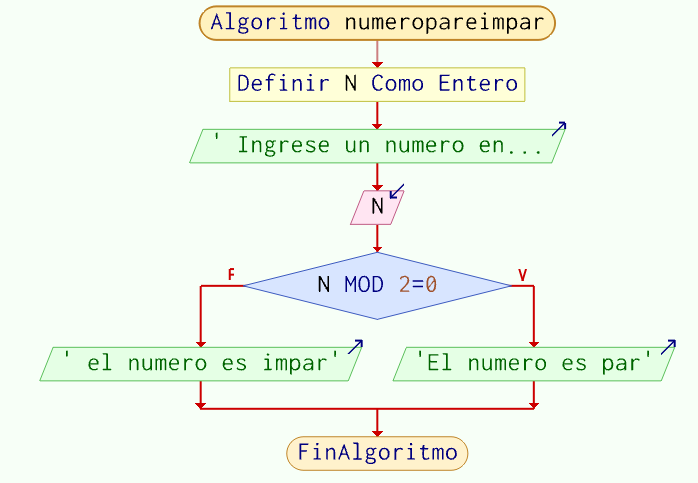 Algoritmo numeropareimpar
Definir N Como Entero
' Ingrese un numero en...
N
F
V
N MOD 2=0
' el numero es impar'
'El numero es par'
FinAlgoritmo